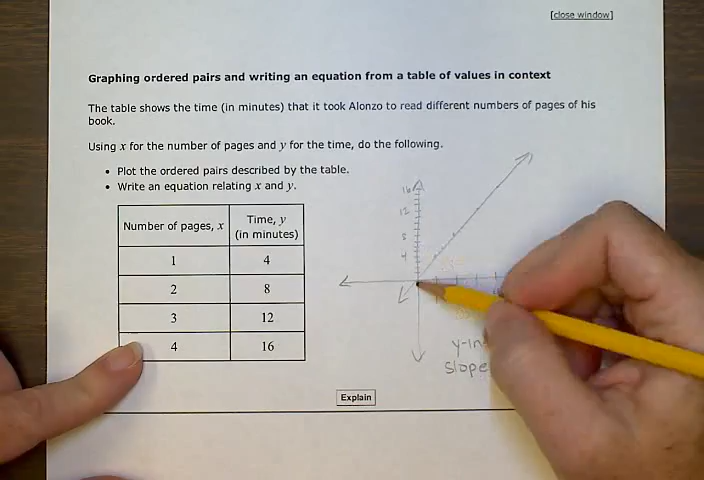 [close window]
Graphing ordered pairs and writing an equation from a table of values in context
The table shows the time (in minutes) that it took Alonzo to read different numbers of pages of his
book.
Using x for the number of pages and y for the time, do the following.
• Plot the ordered pairs described by the table.
• Write an equation relating x and y.
Number of pages, x
Time, y
(in minutes)
1 4
2 8
3 12
4 16
16
12
8
4
slope
Explain